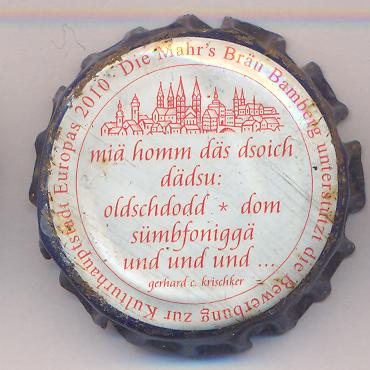 Die Mahr's Bräu Bamberg unterstützt die Bewerbung zur Kulturhauptstadt Europas 2010
miä homm däs dsoich
dädsu:
oldschdodd * dom
sümbfoniggä
und und und ...
gerhard c. krischker